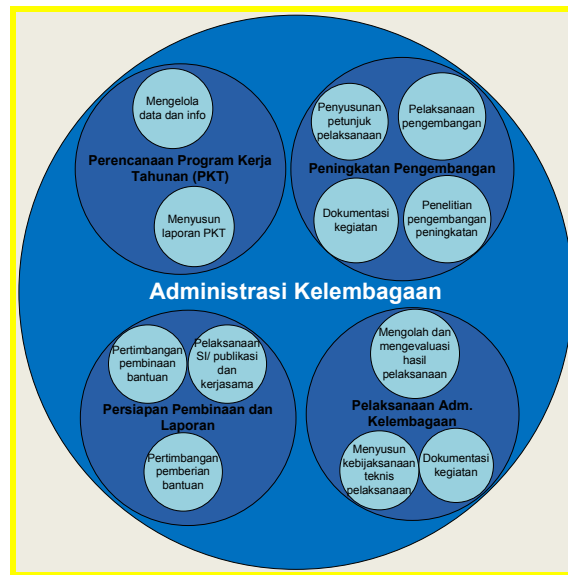 Mengelola
data dan info
Perencanaan Program Kerja
Tahunan (PKT)
Menyusun
laporan PKT
Penyusunan
petunjuk
pelaksanaan
Pelaksanaan
pengembangan
Peningkatan Pengembangan
Dokumentasi
kegiatan
Penelitian
pengembangan
peningkatan
Administrasi Kelembagaan
Pertimbangan
pembinaan
bantuan
Pelaksanaan
SI/ publikasi
dan
kerjasama
Persiapan Pembinaan dan
Laporan
Pertimbangan
pemberian
bantuan
Mengolah dan
mengevaluasi
hasil
pelaksanaan
Pelaksanaan Adm.
Kelembagaan
Menyusun
kebijaksanaan
teknis
pelaksanaan
Dokumentasi
kegiatan